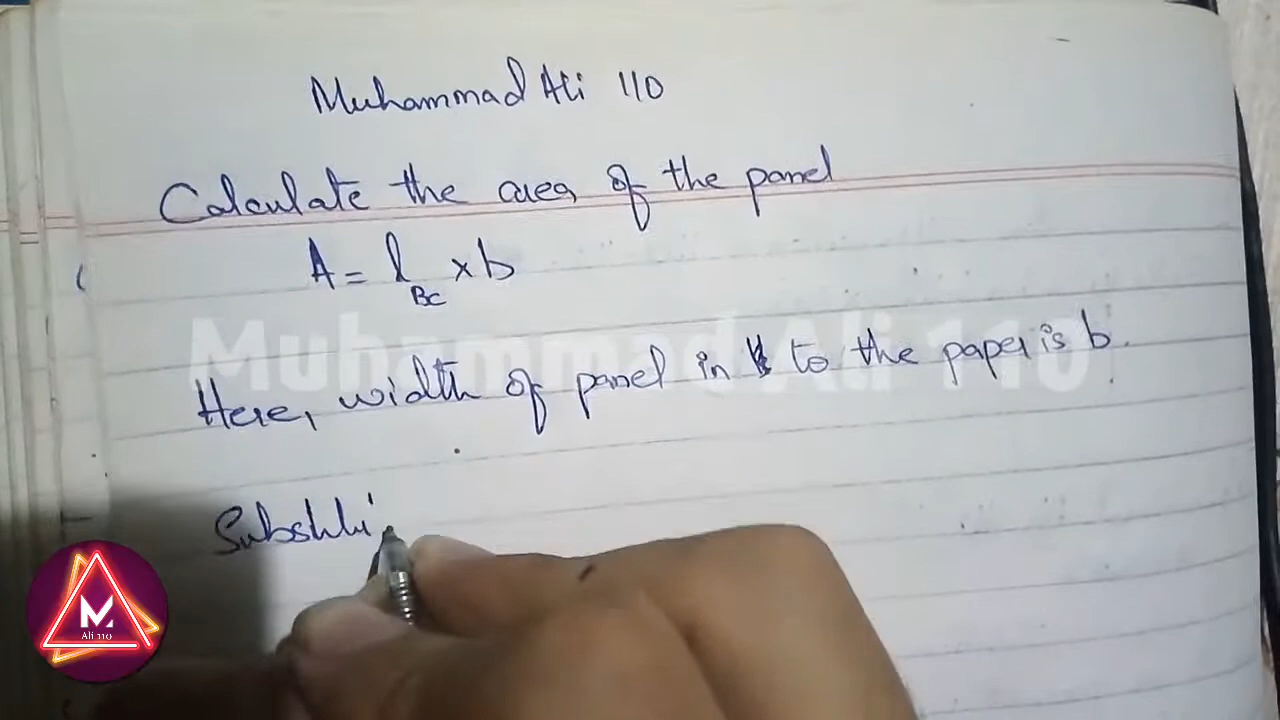 Muhammad Ali 110
Calculate the area of the panel
A = l_BC × b
Muhammad Ali 110
Here, width of panel in to the paper is b.
Substi
M
Ali 110